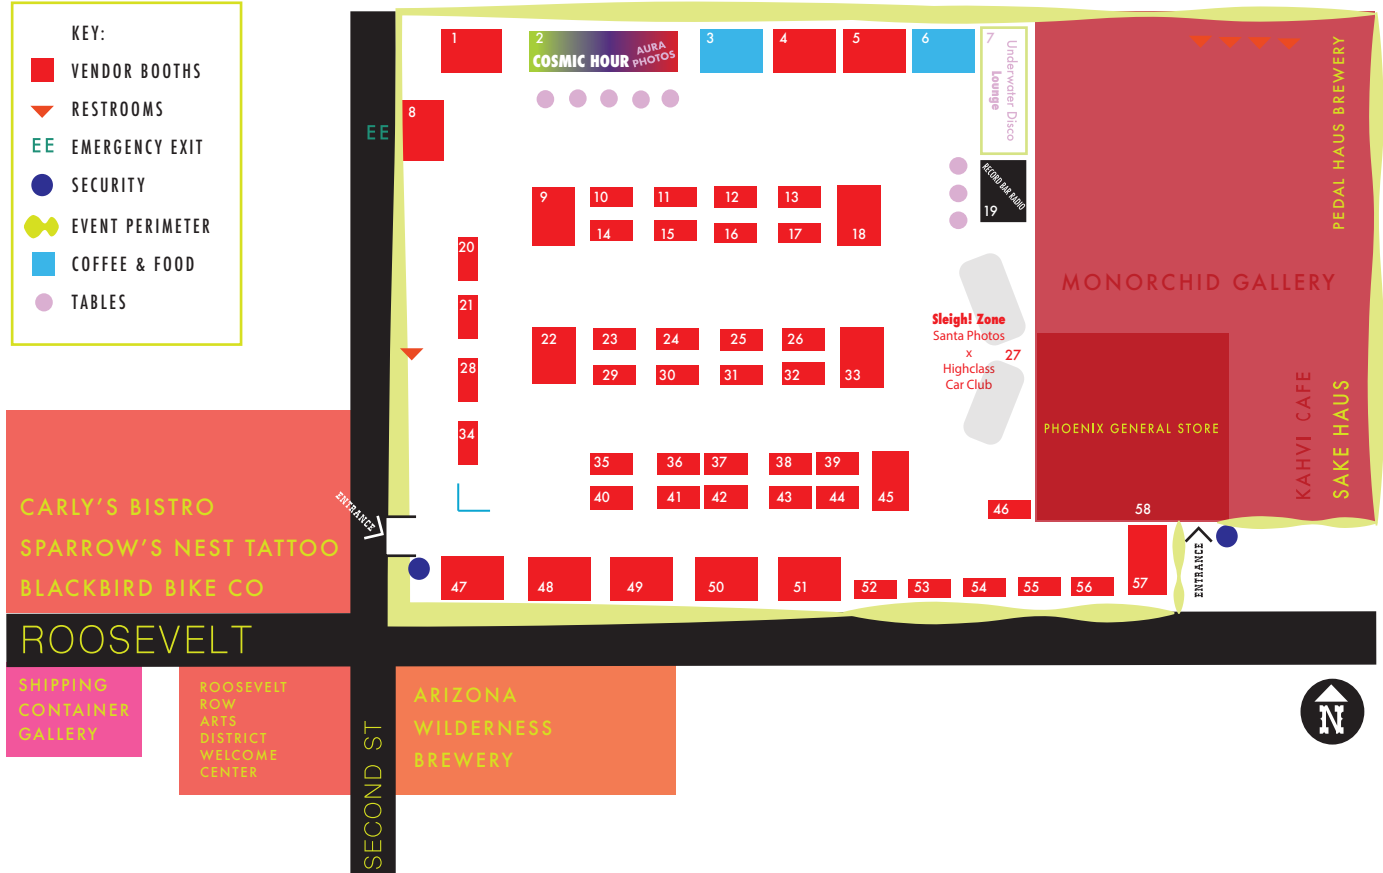 KEY:
VENDOR BOOTHS
RESTROOMS
EE EMERGENCY EXIT
SECURITY
EVENT PERIMETER
COFFEE & FOOD
TABLES
1
2
COSMIC HOUR
AURA
PHOTOS
3
4
5
6
7
Underwater Disco
Lounge
8
EE
9
10
11
12
13
14
15
16
17
18
RECORD BAR RADIO
19
20
21
22
23
24
25
26
Sleigh! Zone
Santa Photos
x
Highclass
Car Club
27
28
29
30
31
32
33
34
35
36
37
38
39
40
41
42
43
44
45
46
47
48
49
50
51
52
53
54
55
56
57
58
PEDAL HAUS BREWERY
MONORCHID GALLERY
PHOENIX GENERAL STORE
KAHVI CAFE
SAKE HAUS
ENTRANCE
ENTRANCE
CARLY'S BISTRO
SPARROW'S NEST TATTOO
BLACKBIRD BIKE CO
ROOSEVELT
SHIPPING
CONTAINER
GALLERY
ROOSEVELT
ROW
ARTS
DISTRICT
WELCOME
CENTER
SECOND ST
ARIZONA
WILDERNESS
BREWERY
N